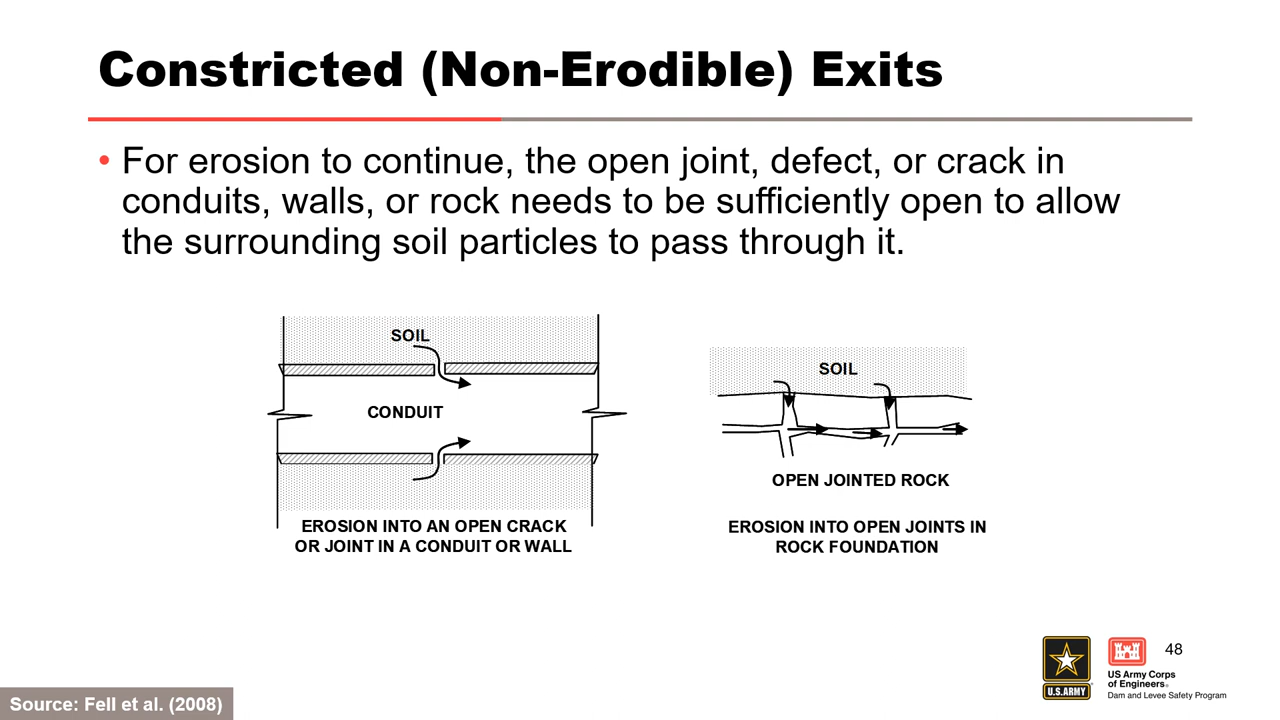 Constricted (Non-Erodible) Exits
• For erosion to continue, the open joint, defect, or crack in
conduits, walls, or rock needs to be sufficiently open to allow
the surrounding soil particles to pass through it.
SOIL
CONDUIT
EROSION INTO AN OPEN CRACK
OR JOINT IN A CONDUIT OR WALL
SOIL
OPEN JOINTED ROCK
EROSION INTO OPEN JOINTS IN
ROCK FOUNDATION
U.S.ARMY
US Army Corps
of Engineers®
Dam and Levee Safety Program
48
Source: Fell et al. (2008)